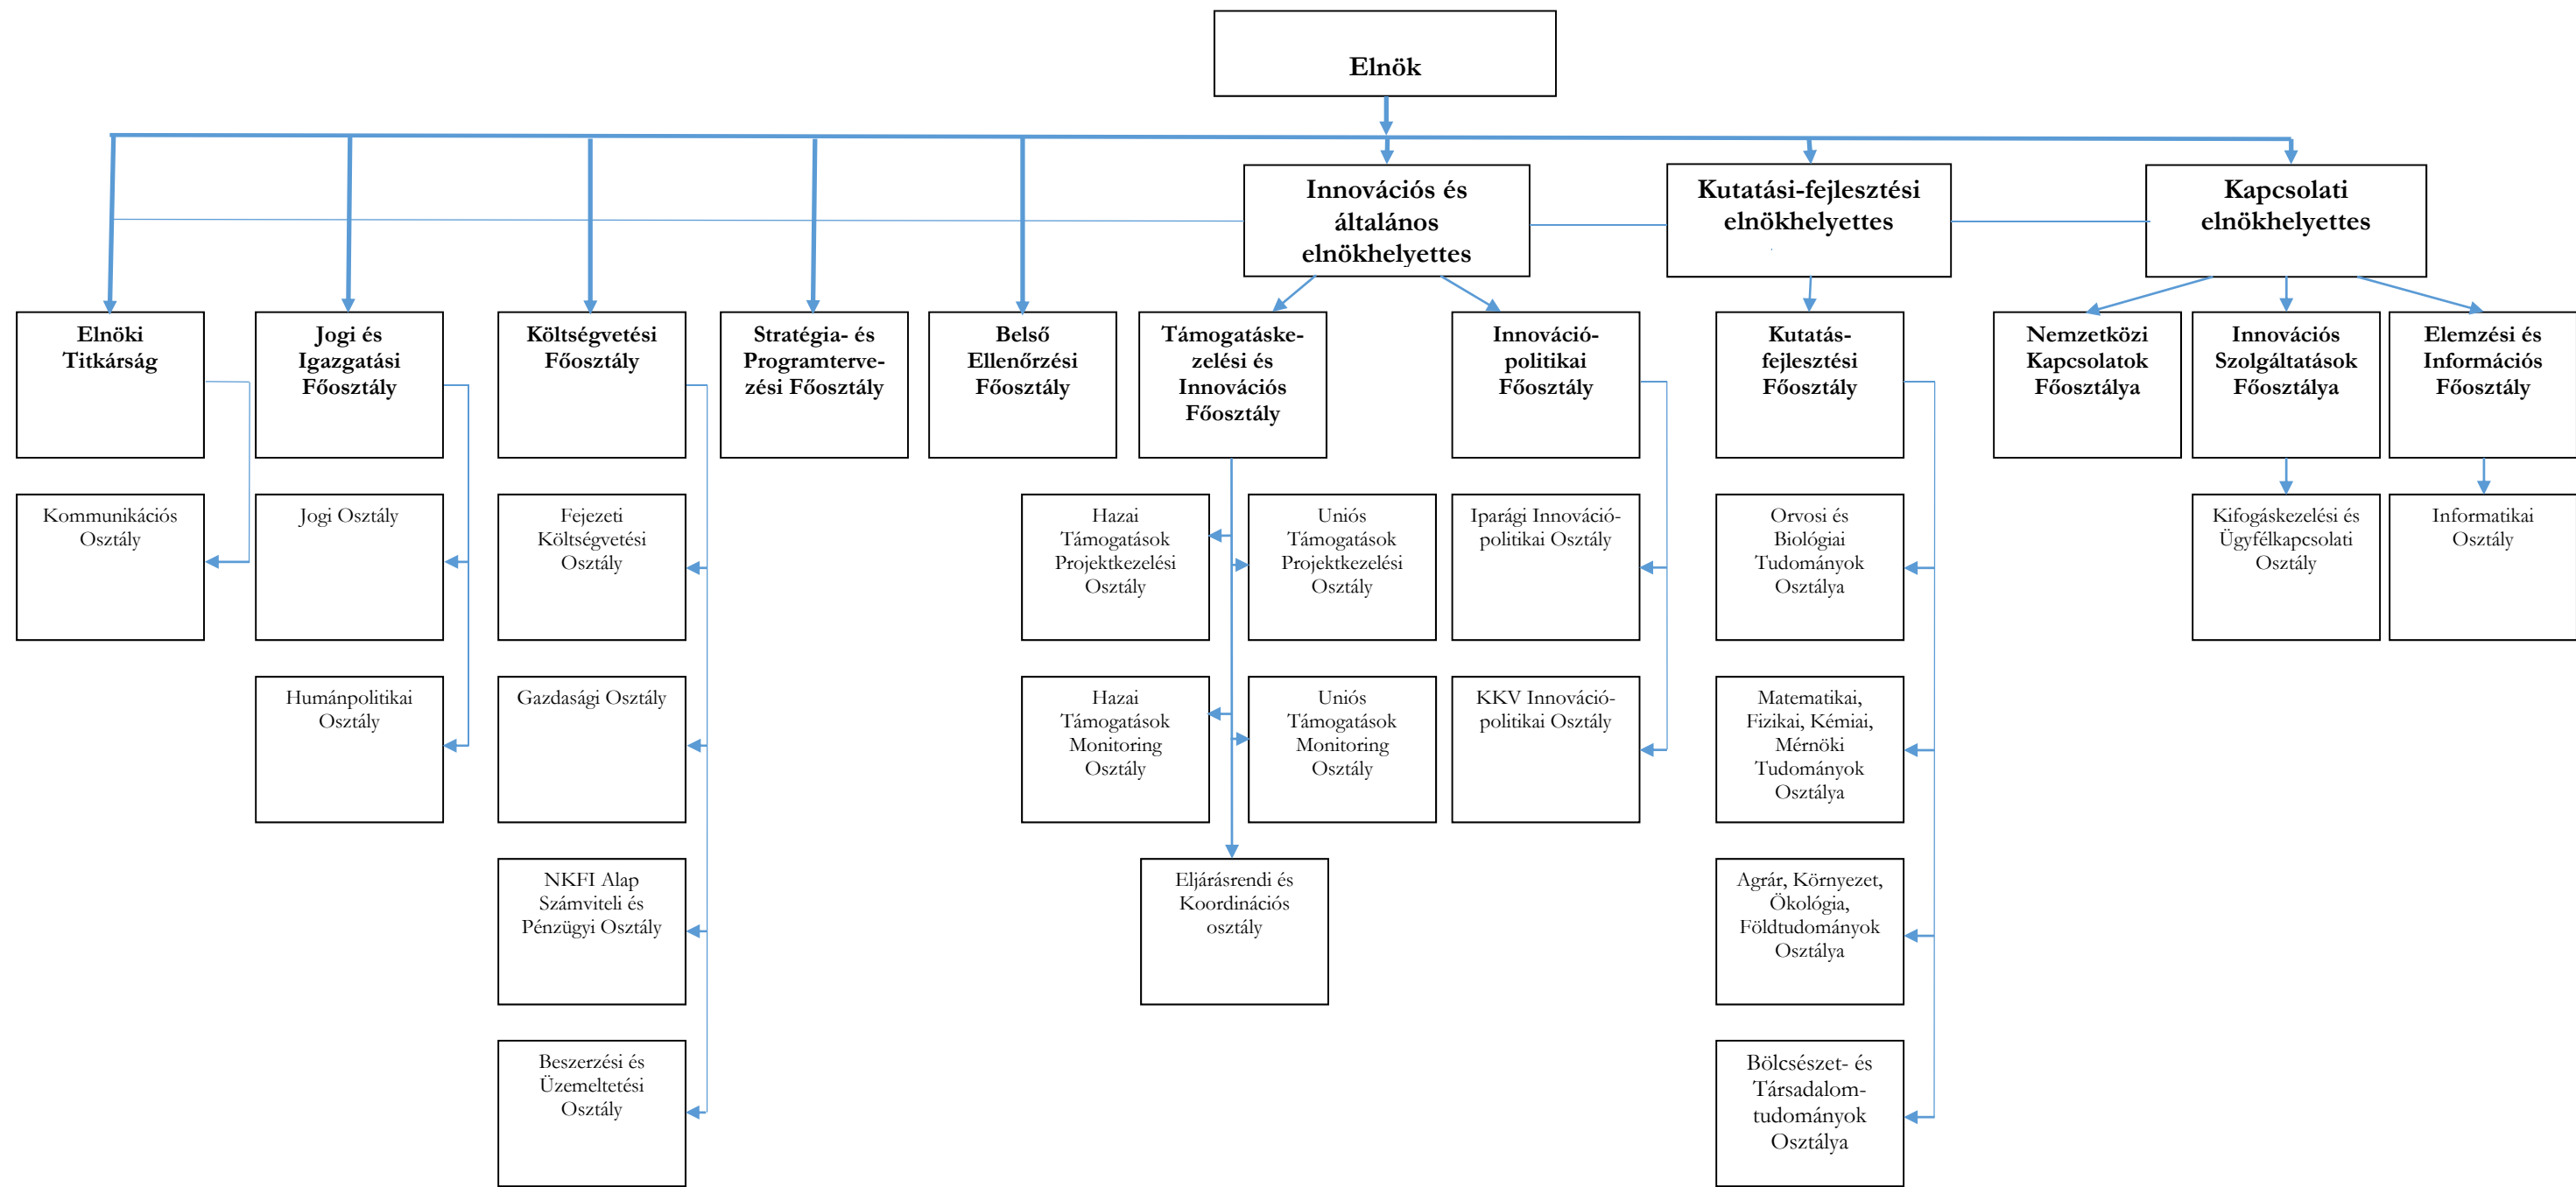 Elnök
Innovációs és
általános
elnökhelyettes
Kutatási-fejlesztési
elnökhelyettes
Kapcsolati
elnökhelyettes
Elnöki
Titkárság
Jogi és
Igazgatási
Főosztály
Költségvetési
Főosztály
Stratégia- és
Programterve-
zési Főosztály
Belső
Ellenőrzési
Főosztály
Támogatáske-
zelési és
Innovációs
Főosztály
Innováció-
politikai
Főosztály
Kutatás-
fejlesztési
Főosztály
Nemzetközi
Kapcsolatok
Főosztálya
Innovációs
Szolgáltatások
Főosztálya
Elemzési és
Információs
Főosztály
Kommunikációs
Osztály
Jogi Osztály
Fejezeti
Költségvetési
Osztály
Hazai
Támogatások
Projektkezelési
Osztály
Uniós
Támogatások
Projektkezelési
Osztály
Iparági Innováció-
politikai Osztály
Orvosi és
Biológiai
Tudományok
Osztálya
Kifogáskezelési és
Ügyfélkapcsolati
Osztály
Informatikai
Osztály
Humánpolitikai
Osztály
Gazdasági Osztály
Hazai
Támogatások
Monitoring
Osztály
Uniós
Támogatások
Monitoring
Osztály
KKV Innováció-
politikai Osztály
Matematikai,
Fizikai, Kémiai,
Mérnöki
Tudományok
Osztálya
NKFI Alap
Számviteli és
Pénzügyi Osztály
Eljárásrendi és
Koordinációs
osztály
Agrár, Környezet,
Ökológia,
Földtudományok
Osztálya
Beszerzési és
Üzemeltetési
Osztály
Bölcsészet- és
Társadalom-
tudományok
Osztálya